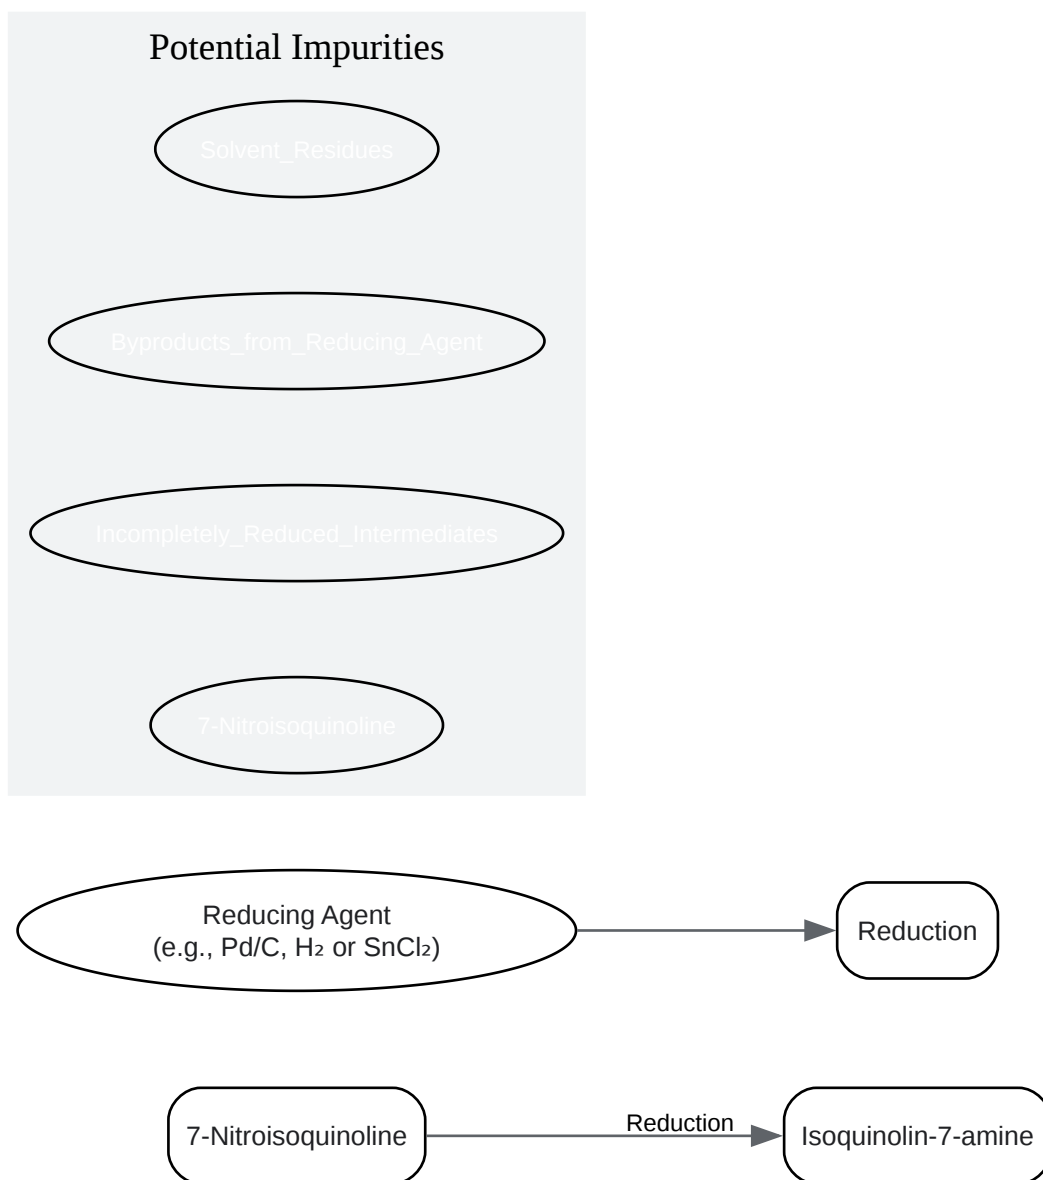 Potential Impurities
Solvent_Residues
Byproducts_from_Reducing_Agent
Incompletely_Reduced_Intermediates
7-Nitroisoquinoline
Reducing Agent
(e.g., Pd/C, H₂ or SnCl₂)
Reduction
7-Nitroisoquinoline
Reduction
Isoquinolin-7-amine